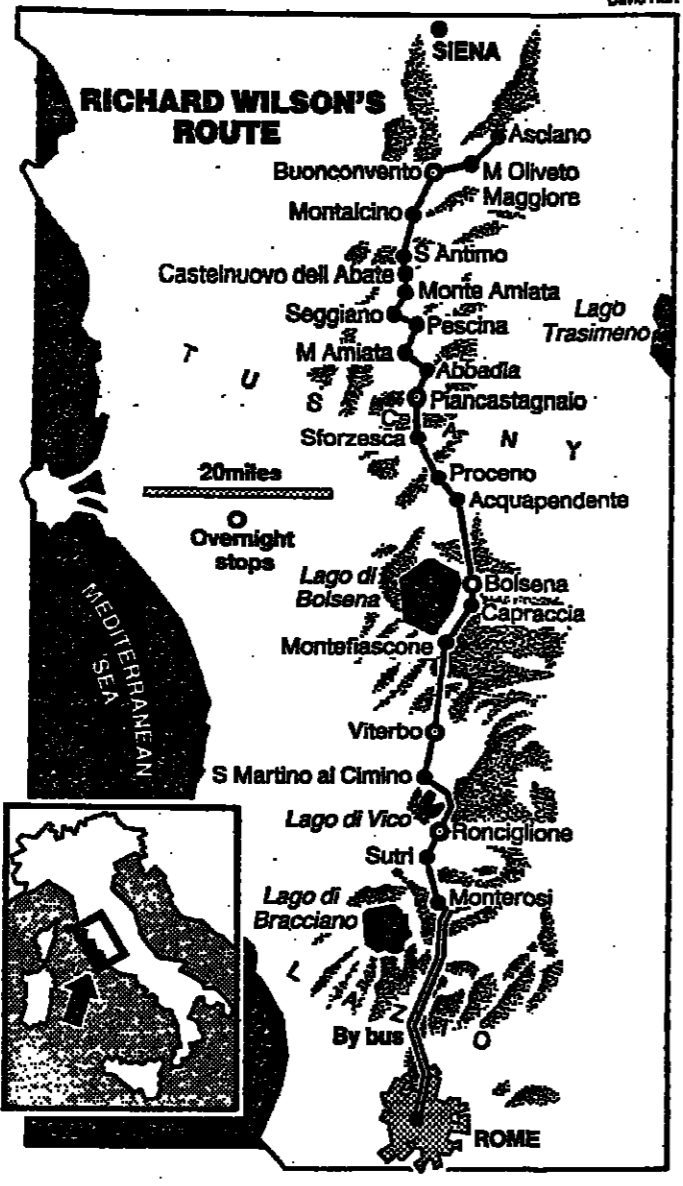 SIENA
RICHARD WILSON'S
ROUTE
Asciano
Buonconvento
M Oliveto
Maggiore
Montalcino
S Antimo
Castelnuovo dell Abate
Monte Amiata
Seggiano
Lago
Trasimeno
Pescina
M Amiata
Abbadia
Piancastagnaio
TUSCANY
Sforzesca
20miles
Proceno
Acquapendente
Overnight
stops
Lago di
Bolsena
Bolsena
Capraccia
MEDITERRANEAN
SEA
Montefiascone
Viterbo
S Martino al Cimino
Lago di Vico
Ronciglione
Sutri
Lago di
Bracciano
Monterosi
LAZO
By bus
ROME